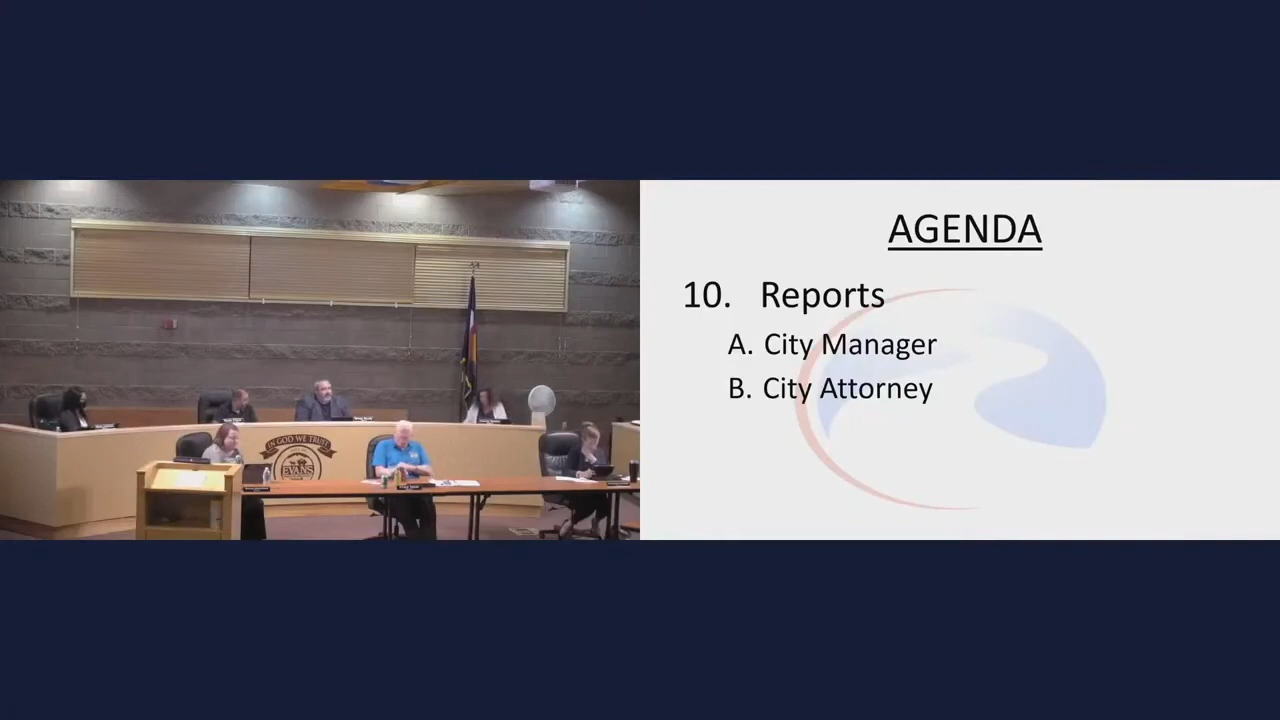 IN GOD WE TRUST
EVANS
AGENDA
10. Reports
A. City Manager
B. City Attorney